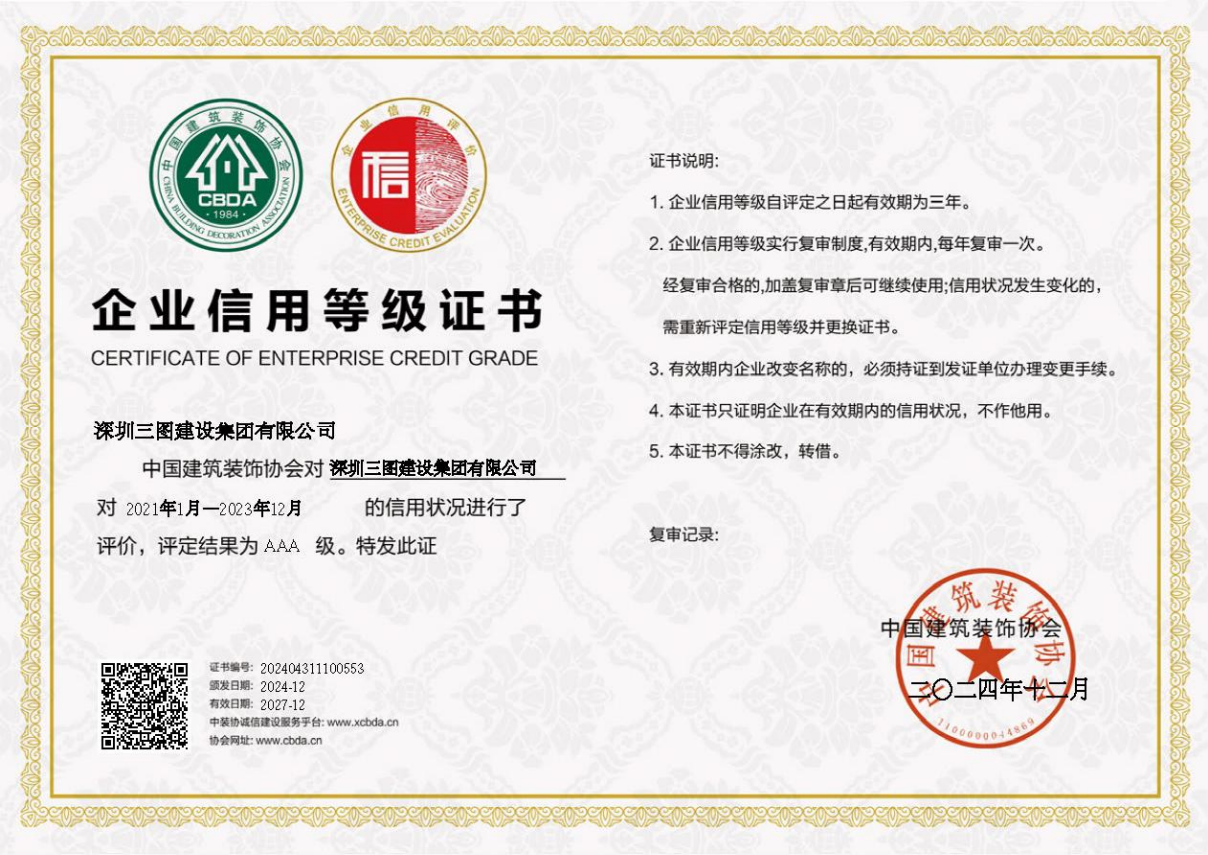 中国建筑装饰协会
CBDA
·1984·
CHINA BUILDING DECORATION ASSOCIATION
企业信用评价
信
ENTERPRISE CREDIT EVALUATION
企业信用等级证书
CERTIFICATE OF ENTERPRISE CREDIT GRADE
深圳三图建设集团有限公司
中国建筑装饰协会对 深圳三图建设集团有限公司
对 2021年1月—2023年12月 的信用状况进行了
评价，评定结果为 AAA 级。特发此证
证书编号: 202404311100553
颁发日期: 2024-12
有效日期: 2027-12
中装协诚信建设服务平台: www.xcbda.cn
协会网址: www.cbda.cn
证书说明:
1. 企业信用等级自评定之日起有效期为三年。
2. 企业信用等级实行复审制度,有效期内,每年复审一次。
经复审合格的,加盖复审章后可继续使用;信用状况发生变化的，
需重新评定信用等级并更换证书。
3. 有效期内企业改变名称的，必须持证到发证单位办理变更手续。
4. 本证书只证明企业在有效期内的信用状况，不作他用。
5. 本证书不得涂改，转借。
复审记录:
中国建筑装饰协会
中国建筑装饰协会
二〇二四年十二月